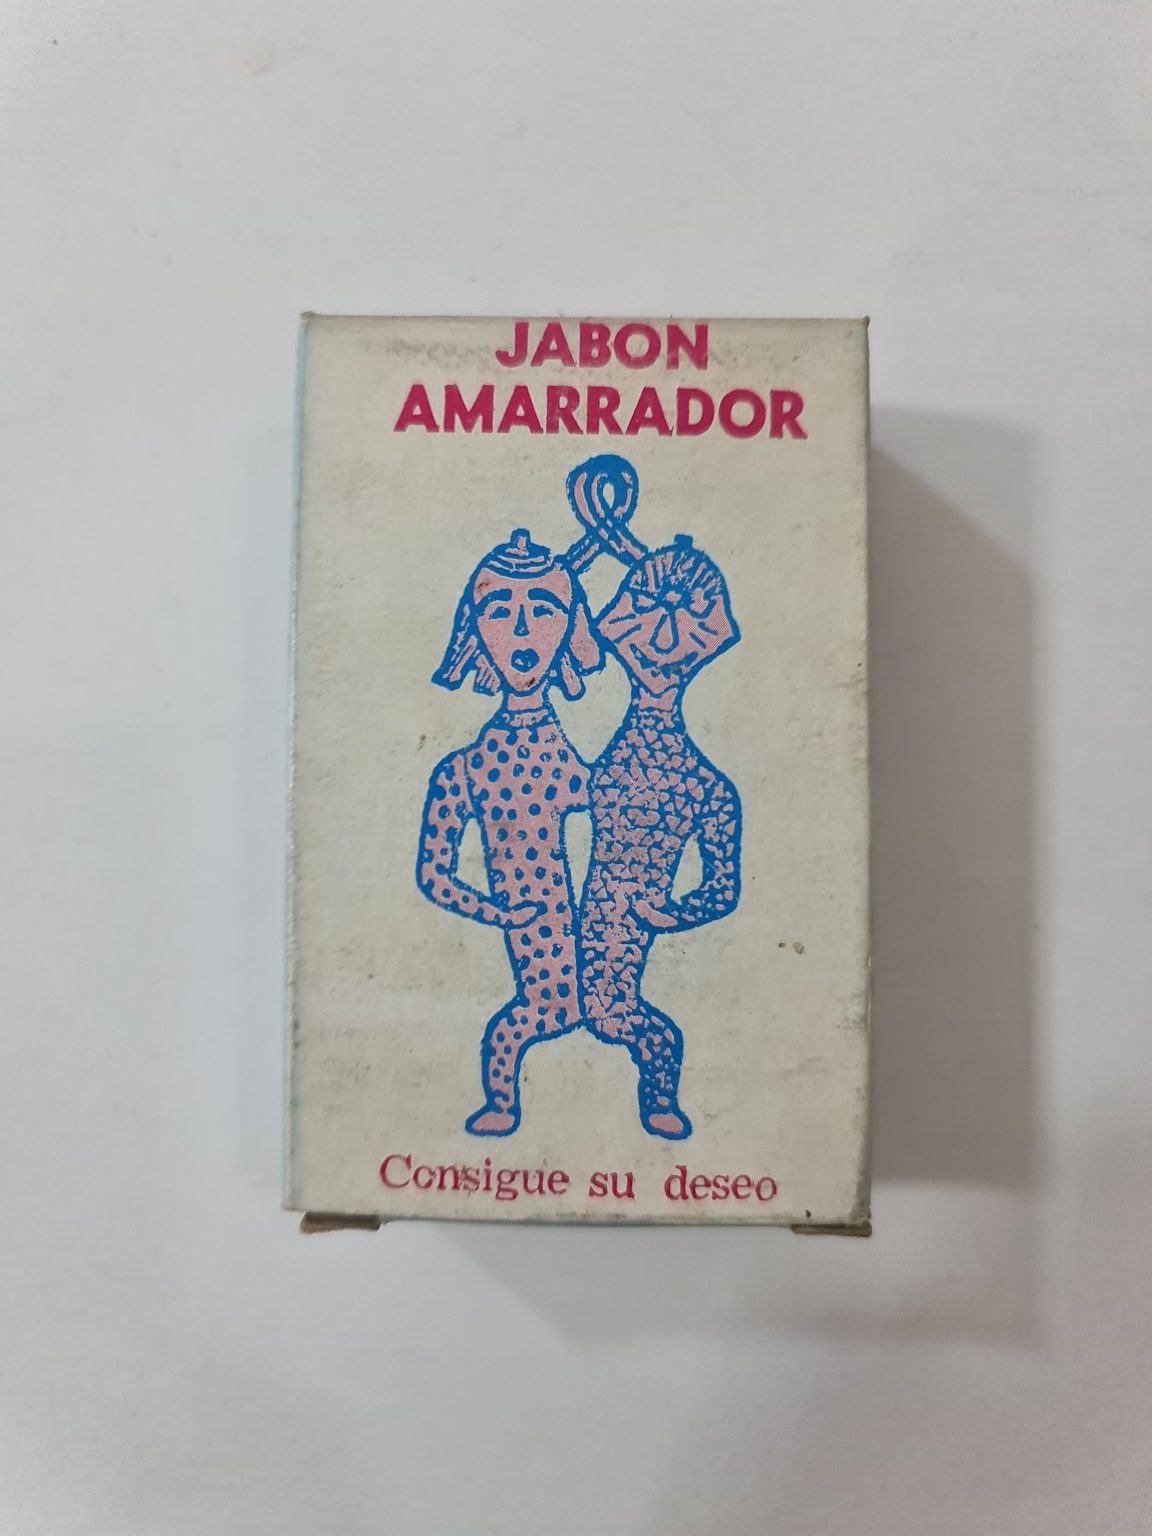 JABON
AMARRADOR
Consigue su deseo